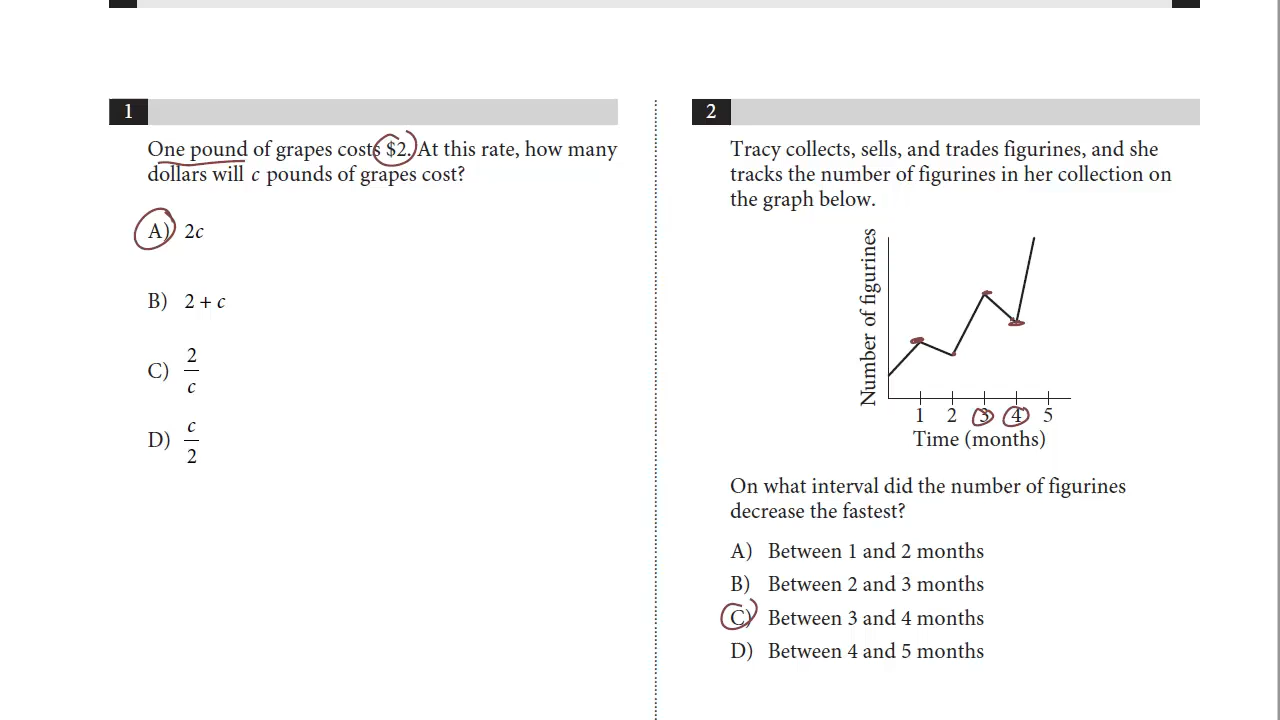 1
One pound of grapes costs $2. At this rate, how many
dollars will c pounds of grapes cost?
A) 2c
B) 2 + c
C) 2/c
D) c/2
2
Tracy collects, sells, and trades figurines, and she
tracks the number of figurines in her collection on
the graph below.
Number of figurines
1 2 3 4 5
Time (months)
On what interval did the number of figurines
decrease the fastest?
A) Between 1 and 2 months
B) Between 2 and 3 months
C) Between 3 and 4 months
D) Between 4 and 5 months